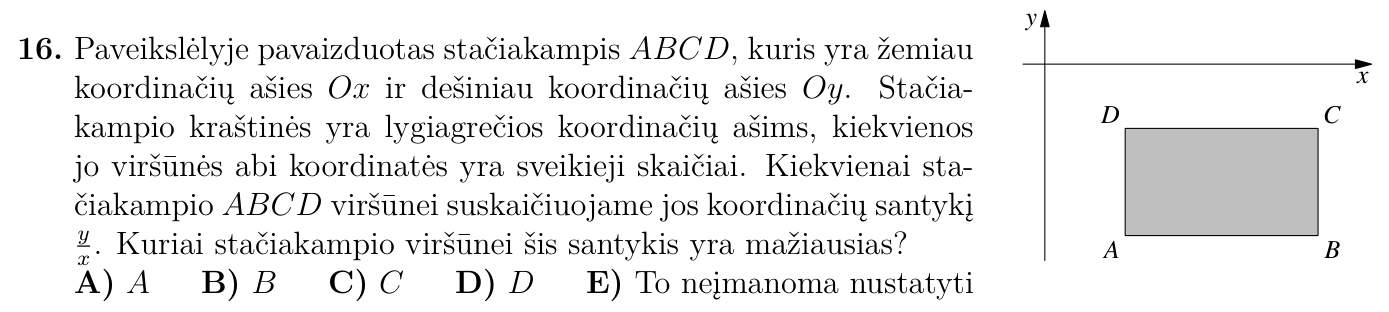 16. Paveikslėlyje pavaizduotas stačiakampis ABCD, kuris yra žemiau
koordinačių ašies Ox ir dešiniau koordinačių ašies Oy. Stačia-
kampio kraštinės yra lygiagrečios koordinačių ašims, kiekvienos
jo viršūnės abi koordinatės yra sveikieji skaičiai. Kiekvienai sta-
čiakampio ABCD viršūnei suskaičiuojame jos koordinačių santykį
y/x. Kuriai stačiakampio viršūnei šis santykis yra mažiausias?
A) A B) B C) C D) D E) To neįmanoma nustatyti
y
x
D C
A B